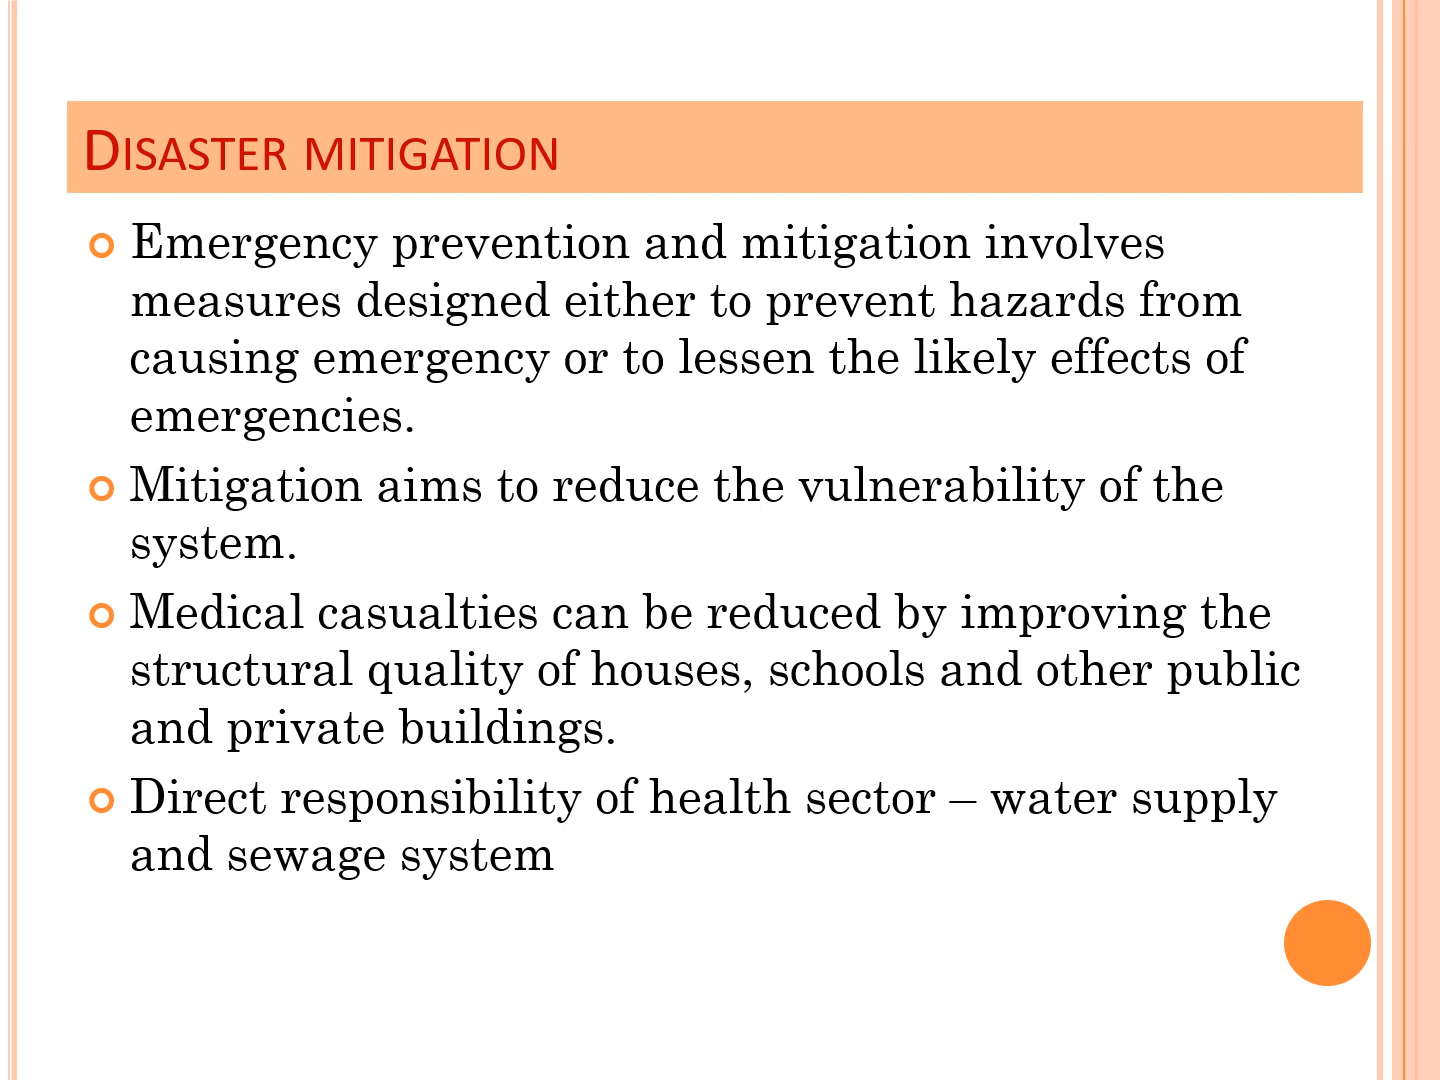 DISASTER MITIGATION
Emergency prevention and mitigation involves
measures designed either to prevent hazards from
causing emergency or to lessen the likely effects of
emergencies.
Mitigation aims to reduce the vulnerability of the
system.
Medical casualties can be reduced by improving the
structural quality of houses, schools and other public
and private buildings.
Direct responsibility of health sector – water supply
and sewage system